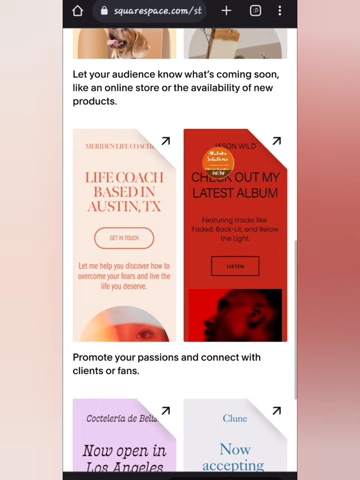 squarespace.com/st
Let your audience know what's coming soon,
like an online store or the availability of new
products.
MERIDEN LIFE COACH
LIFE COACH
BASED IN
AUSTIN, TX
GET IN TOUCH
Let me help you discover how to
overcome your fears and live the
life you deserve.
JASON WILD
CHECK OUT MY
LATEST ALBUM
Featuring tracks like
Faded, Back-Lit, and Below
the Light.
LISTEN
Promote your passions and connect with
clients or fans.
Coctelería de Bella
Now open in
Los Angeles
Clune
Now
accepting